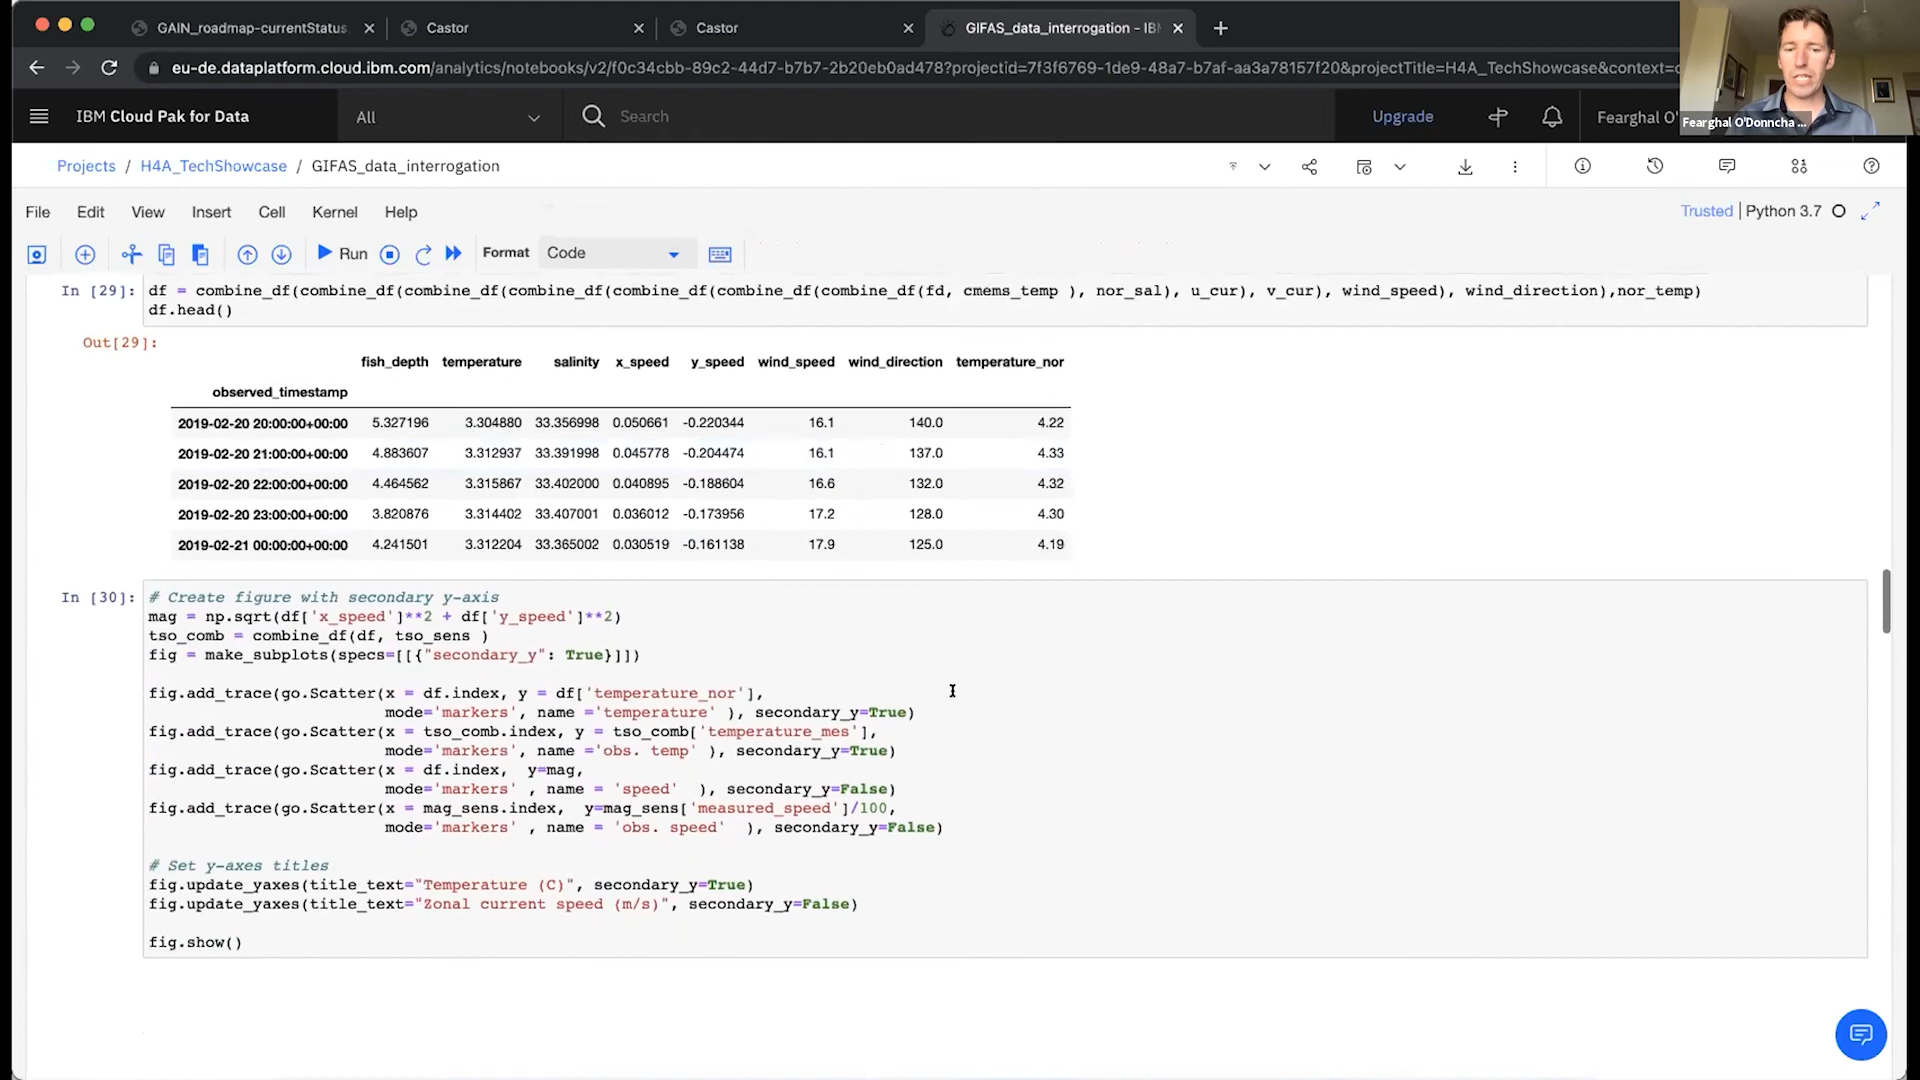 GAIN_roadmap-currentStatus
Castor
Castor
GIFAS_data_interrogation - IB
eu-de.dataplatform.cloud.ibm.com/analytics/notebooks/v2/f0c34cbb-89c2-44d7-b7b7-2b20eb0ad478?projectid=7f3f6769-1de9-48a7-b7af-aa3a78157f20&projectTitle=H4A_TechShowcase&context=
Fearghal O'Donncha ...
IBM Cloud Pak for Data
All
Search
Upgrade
Fearghal O'
Projects / H4A_TechShowcase / GIFAS_data_interrogation
File Edit View Insert Cell Kernel Help
Trusted | Python 3.7
Run
Format
Code
In [29]: df = combine_df(combine_df(combine_df(combine_df(combine_df(combine_df(combine_df(fd, cmems_temp ), nor_sal), u_cur), v_cur), wind_speed), wind_direction),nor_temp)
df.head()
Out[29]:
fish_depth temperature salinity x_speed y_speed wind_speed wind_direction temperature_nor
observed_timestamp
2019-02-20 20:00:00+00:00 5.327196 3.304880 33.356998 0.050661 -0.220344 16.1 140.0 4.22
2019-02-20 21:00:00+00:00 4.883607 3.312937 33.391998 0.045778 -0.204474 16.1 137.0 4.33
2019-02-20 22:00:00+00:00 4.464562 3.315867 33.402000 0.040895 -0.188604 16.6 132.0 4.32
2019-02-20 23:00:00+00:00 3.820876 3.314402 33.407001 0.036012 -0.173956 17.2 128.0 4.30
2019-02-21 00:00:00+00:00 4.241501 3.312204 33.365002 0.030519 -0.161138 17.9 125.0 4.19
In [30]: # Create figure with secondary y-axis
mag = np.sqrt(df['x_speed']**2 + df['y_speed']**2)
tso_comb = combine_df(df, tso_sens )
fig = make_subplots(specs=[[{"secondary_y": True}]])
fig.add_trace(go.Scatter(x = df.index, y = df['temperature_nor'],
mode='markers', name ='temperature' ), secondary_y=True)
fig.add_trace(go.Scatter(x = tso_comb.index, y = tso_comb['temperature_mes'],
mode='markers', name ='obs. temp' ), secondary_y=True)
fig.add_trace(go.Scatter(x = df.index, y=mag,
mode='markers' , name = 'speed' ), secondary_y=False)
fig.add_trace(go.Scatter(x = mag_sens.index, y=mag_sens['measured_speed']/100,
mode='markers' , name = 'obs. speed' ), secondary_y=False)
# Set y-axes titles
fig.update_yaxes(title_text="Temperature (C)", secondary_y=True)
fig.update_yaxes(title_text="Zonal current speed (m/s)", secondary_y=False)
fig.show()